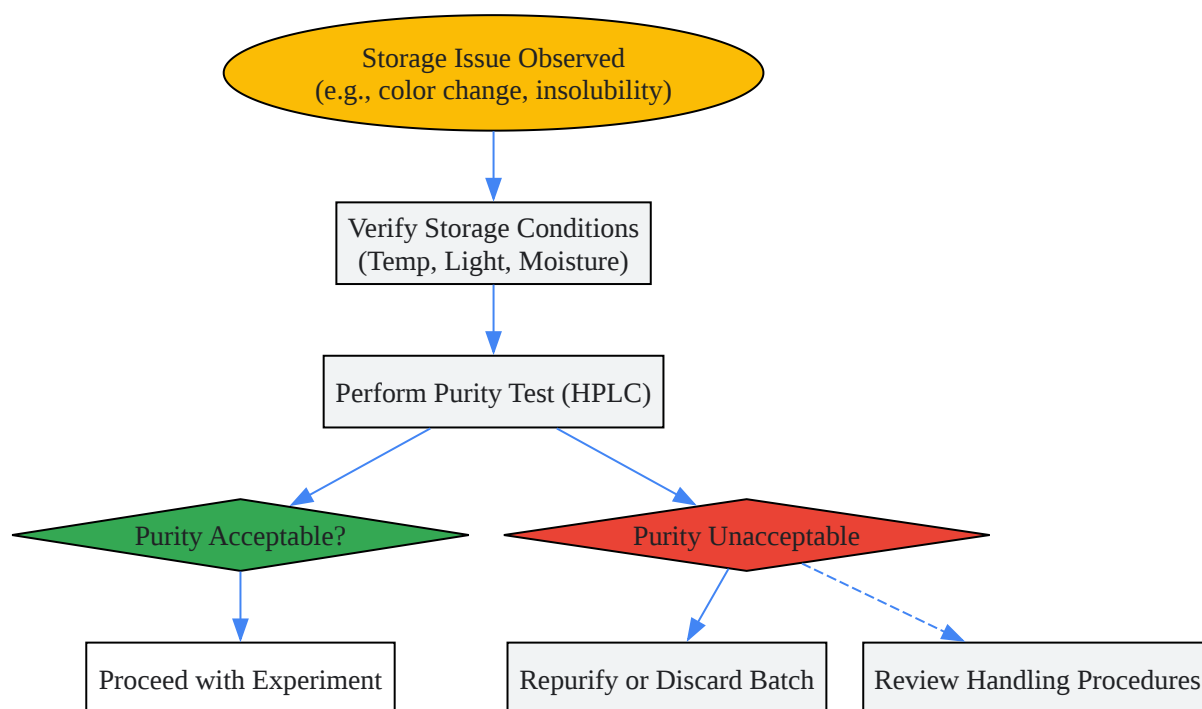 Storage Issue Observed
(e.g., color change, insolubility)
Verify Storage Conditions
(Temp, Light, Moisture)
Perform Purity Test (HPLC)
Purity Acceptable?
Purity Unacceptable
Proceed with Experiment
Repurify or Discard Batch
Review Handling Procedures